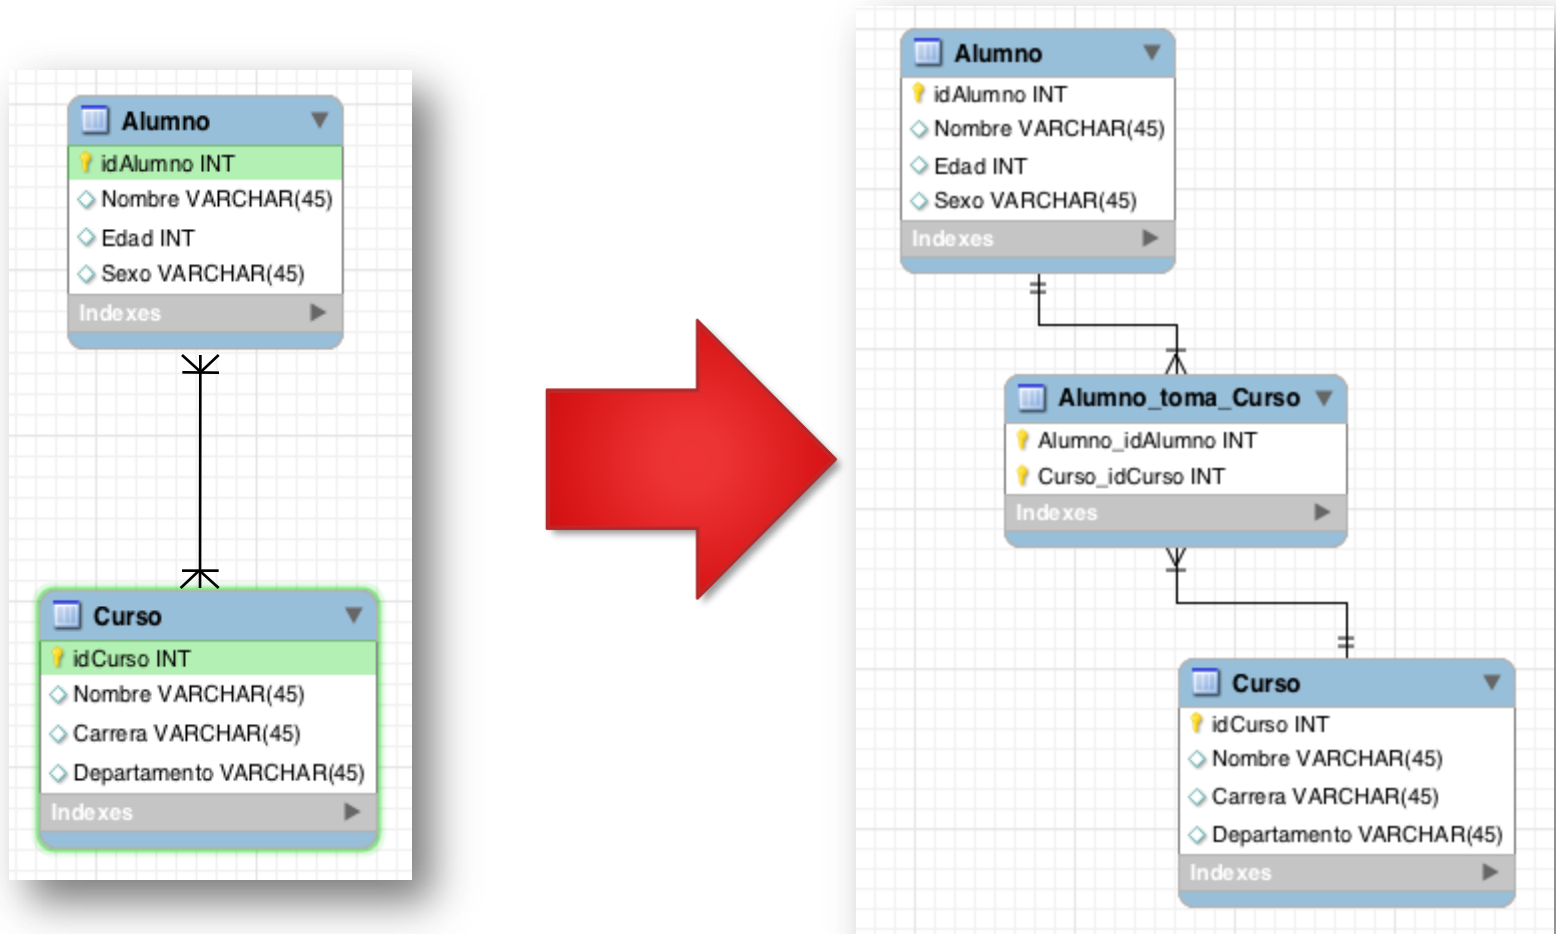 Alumno
idAlumno INT
Nombre VARCHAR(45)
Edad INT
Sexo VARCHAR(45)
Indexes
Curso
idCurso INT
Nombre VARCHAR(45)
Carrera VARCHAR(45)
Departamento VARCHAR(45)
Indexes
Alumno
idAlumno INT
Nombre VARCHAR(45)
Edad INT
Sexo VARCHAR(45)
Indexes
Alumno_toma_Curso
Alumno_idAlumno INT
Curso_idCurso INT
Indexes
Curso
idCurso INT
Nombre VARCHAR(45)
Carrera VARCHAR(45)
Departamento VARCHAR(45)
Indexes